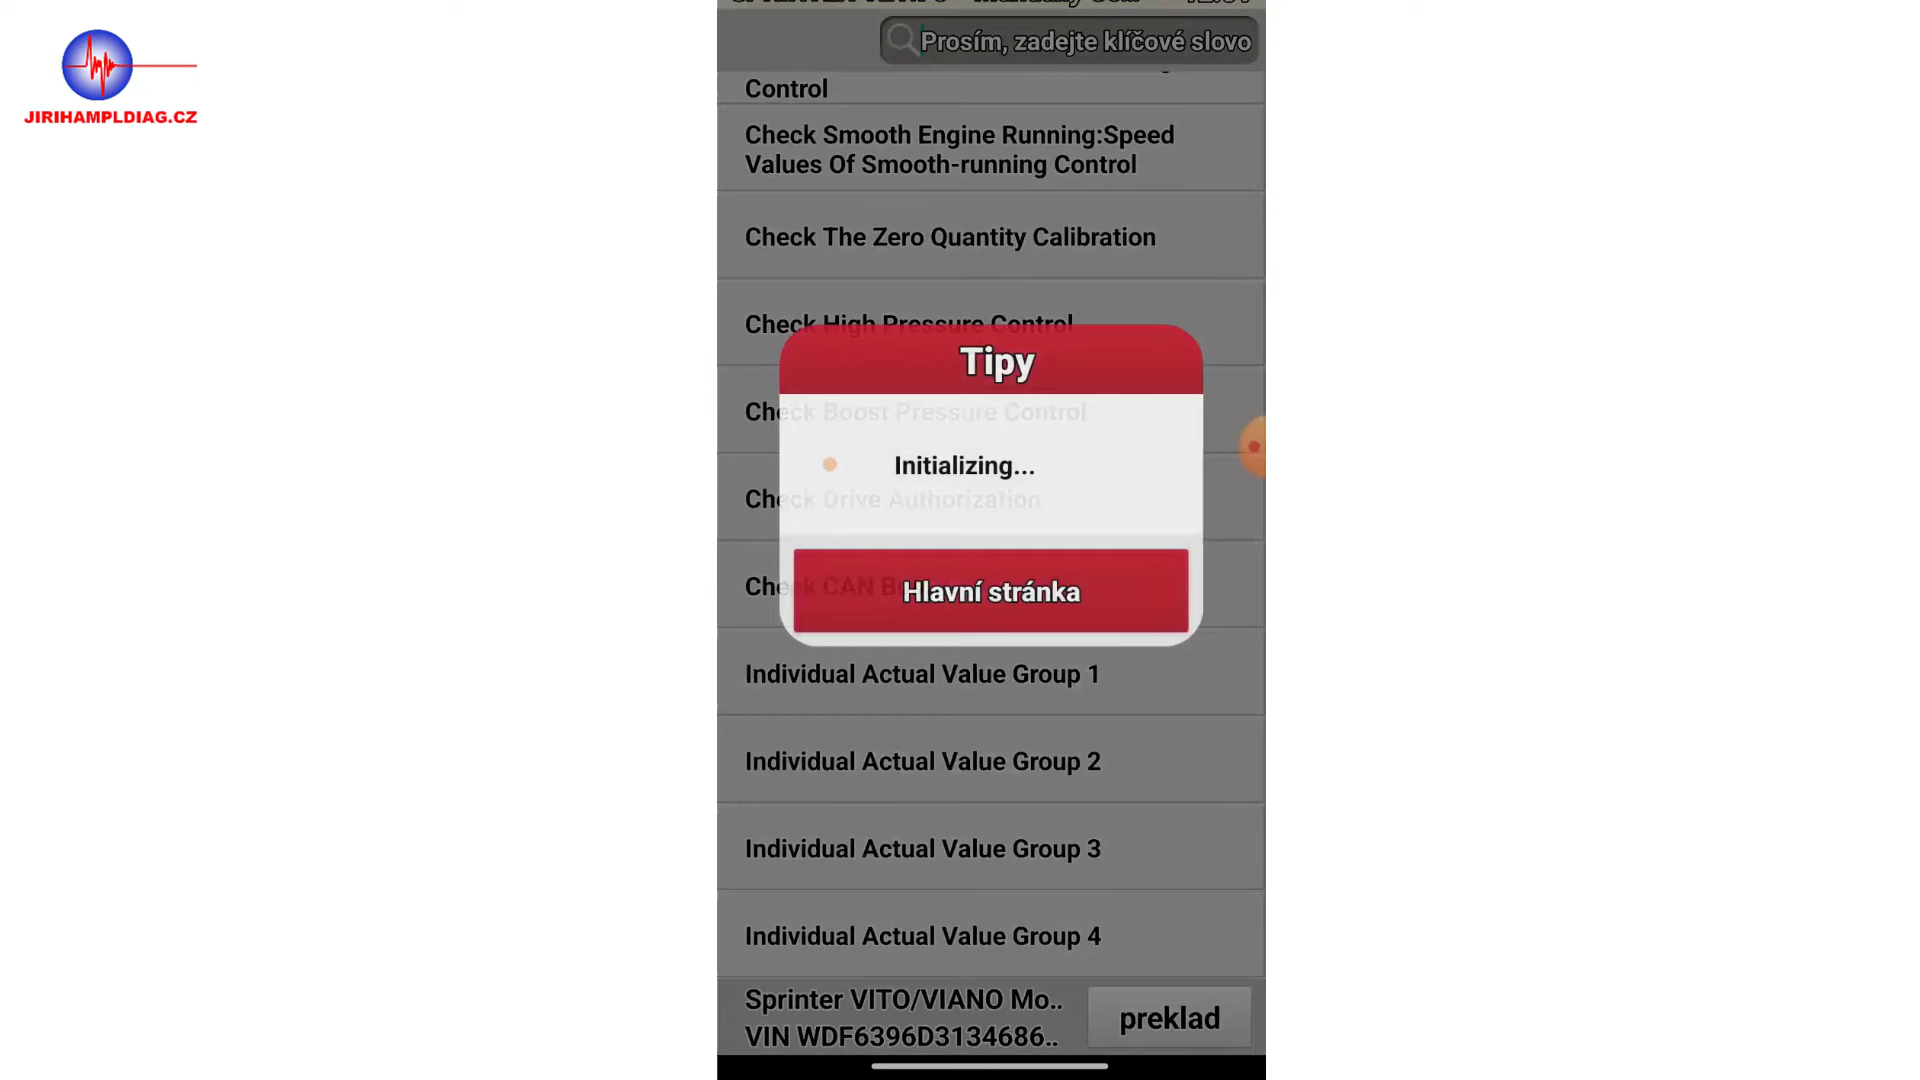 JIRIHAMPLDIAG.CZ
Prosím, zadejte klíčové slovo
Control
Check Smooth Engine Running:Speed
Values Of Smooth-running Control
Check The Zero Quantity Calibration
Check High Pressure Control
Tipy
Check Boost Pressure Control
Initializing...
Check Drive Authorization
Check CAN
Hlavní stránka
Individual Actual Value Group 1
Individual Actual Value Group 2
Individual Actual Value Group 3
Individual Actual Value Group 4
Sprinter VITO/VIANO Mo..
VIN WDF6396D3134686..
preklad